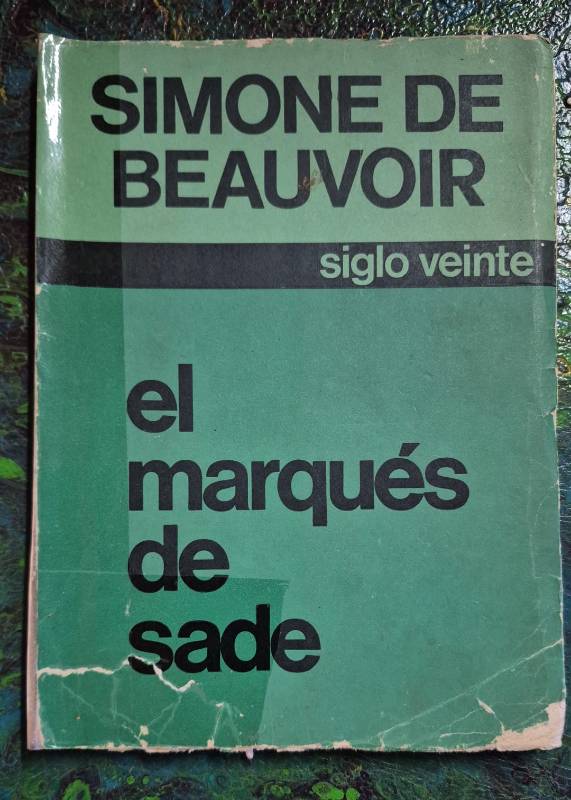 SIMONE DE
BEAUVOIR
siglo veinte
el
marqués
de
sade